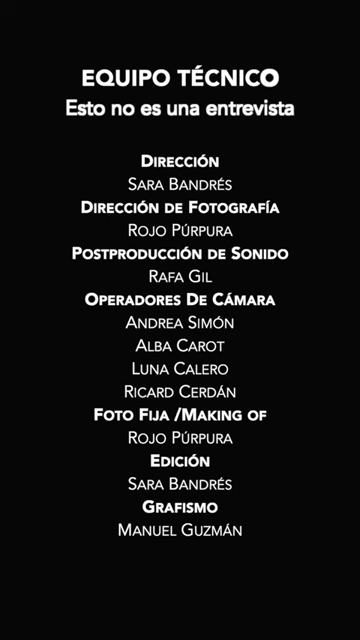 EQUIPO TÉCNICO
Esto no es una entrevista
DIRECCIÓN
SARA BANDRÉS
DIRECCIÓN DE FOTOGRAFÍA
ROJO PÚRPURA
POSTPRODUCCIÓN DE SONIDO
RAFA GIL
OPERADORES DE CÁMARA
ANDREA SIMÓN
ALBA CAROT
LUNA CALERO
RICARD CERDÁN
FOTO FIJA /MAKING OF
ROJO PÚRPURA
EDICIÓN
SARA BANDRÉS
GRAFISMO
MANUEL GUZMÁN